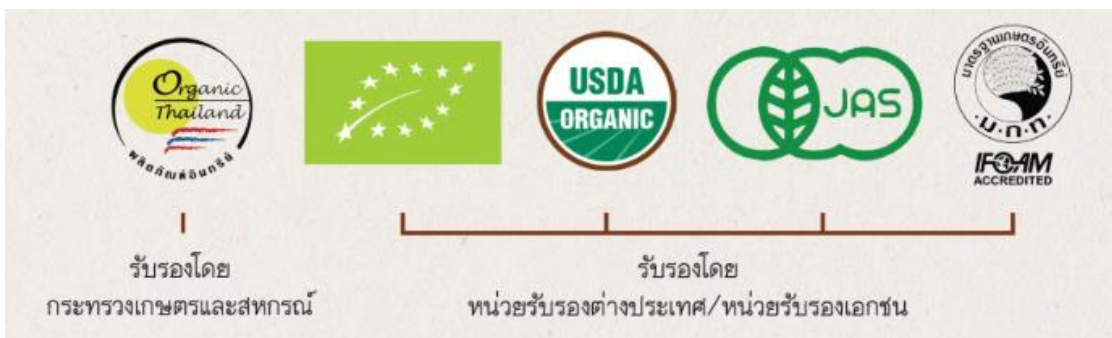 Organic
Thailand
ผลิตภัณฑ์อินทรีย์
USDA
ORGANIC
JAS
มาตรฐานเกษตรอินทรีย์
ม.ก.ท.
IFOAM
ACCREDITED
รับรองโดย
กระทรวงเกษตรและสหกรณ์
รับรองโดย
หน่วยรับรองต่างประเทศ/หน่วยรับรองเอกชน